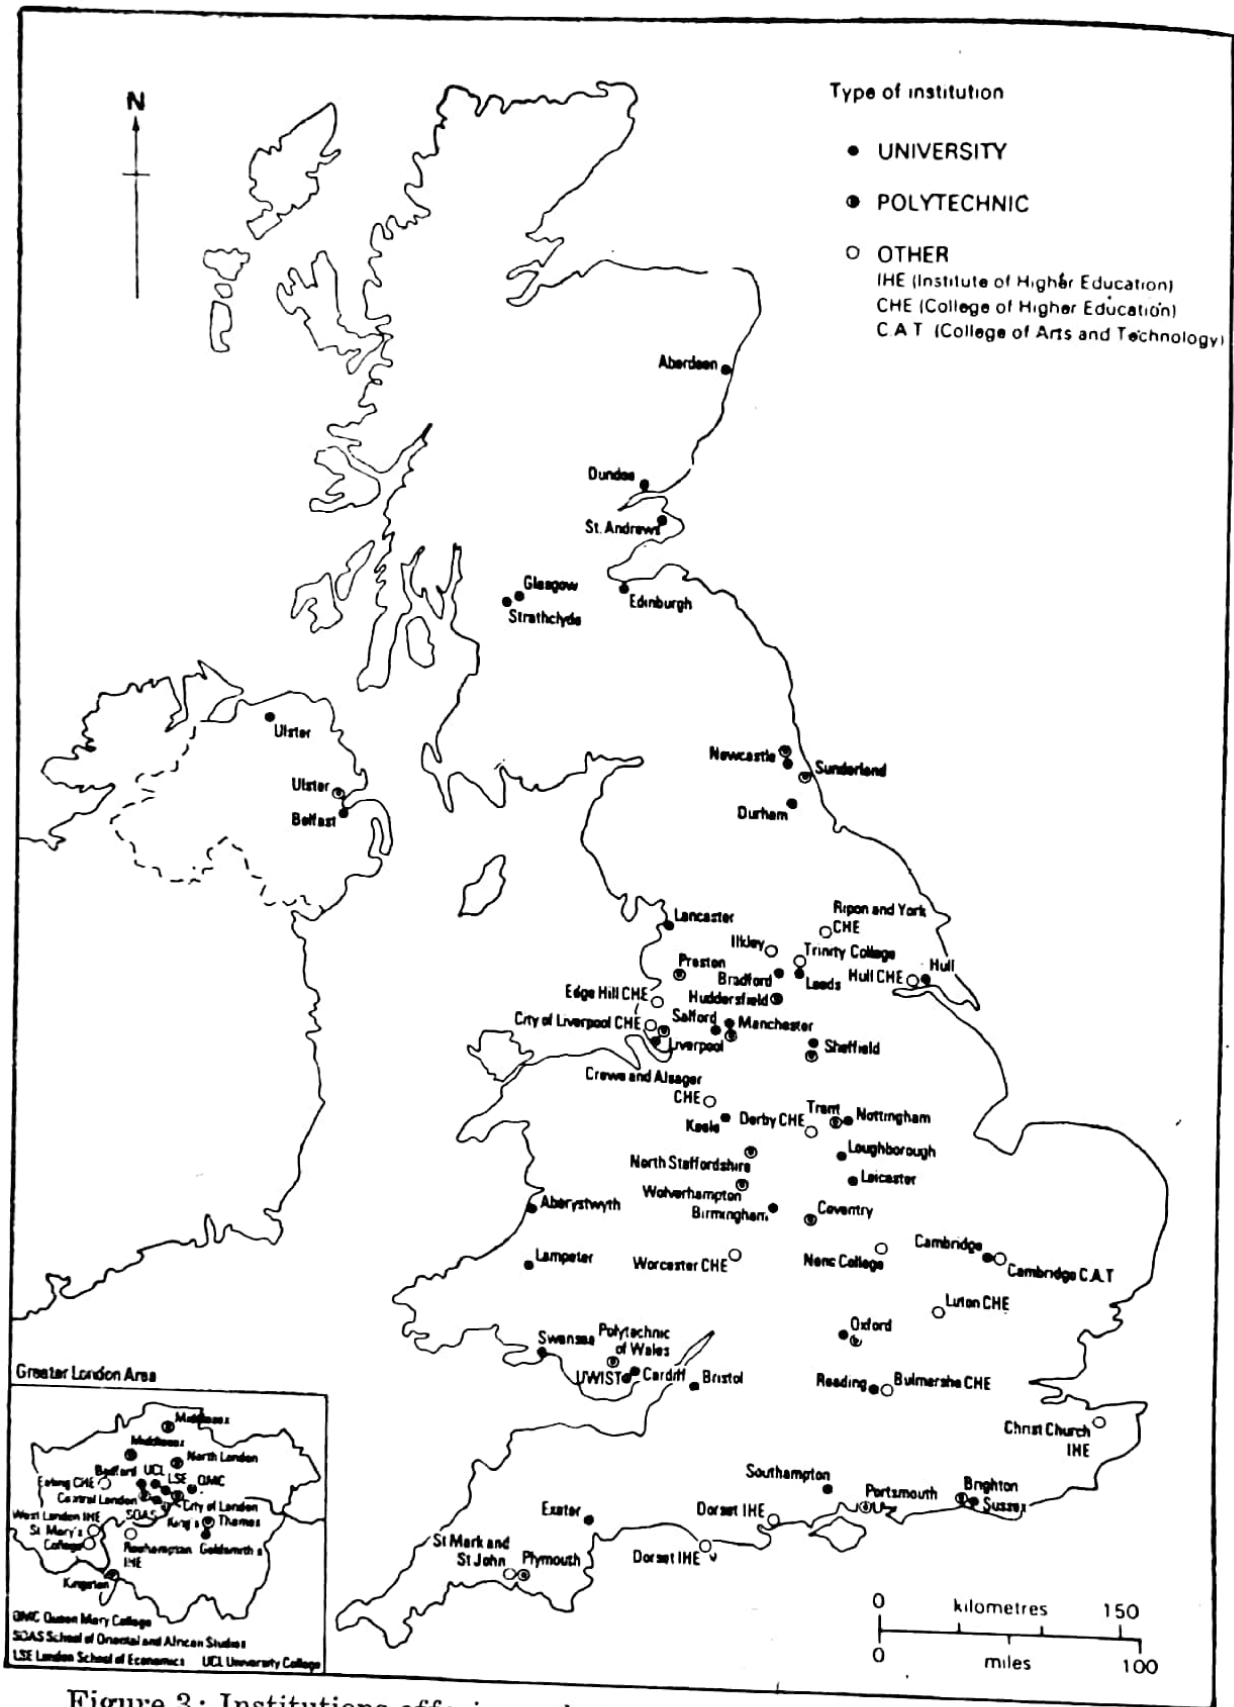 N
Type of institution
UNIVERSITY
POLYTECHNIC
OTHER
IHE (Institute of Higher Education)
CHE (College of Higher Education)
C.A.T (College of Arts and Technology)
Aberdeen
Dundee
St. Andrews
Glasgow
Strathclyde
Edinburgh
Ulster
Ulster
Belfast
Newcastle
Sunderland
Durham
Lancaster
Ripon and York
CHE
Ilkley
Trinity College
Preston
Bradford
Leeds
Hull CHE
Hull
Edge Hill CHE
Huddersfield
City of Liverpool CHE
Salford
Manchester
Liverpool
Sheffield
Crewe and Alsager
CHE
Keele
Derby CHE
Trent
Nottingham
Loughborough
North Staffordshire
Leicester
Wolverhampton
Birmingham
Coventry
Aberystwyth
Lampeter
Worcester CHE
Nene College
Cambridge
Cambridge C.A.T
Luton CHE
Oxford
Swansea
Polytechnic
of Wales
UWIST
Cardiff
Bristol
Reading
Bulmershe CHE
Christ Church
IHE
Southampton
Portsmouth
Brighton
Sussex
Exeter
Dorset IHE
Dorset IHE
St Mark and
St John
Plymouth
Greater London Area
Middlesex
Middlesex
North London
Bedford
UCL
LSE
QMC
Ealing CHE
Central London
City of London
SOAS
West London IHE
King's
Thames
St Mary's
College
Roehampton
IHE
Goldsmith's
Kingston
QMC Queen Mary College
SOAS School of Oriental and African Studies
LSE London School of Economics UCL University College
0 kilometres 150
0 miles 100
Figure 3: Institutions offering